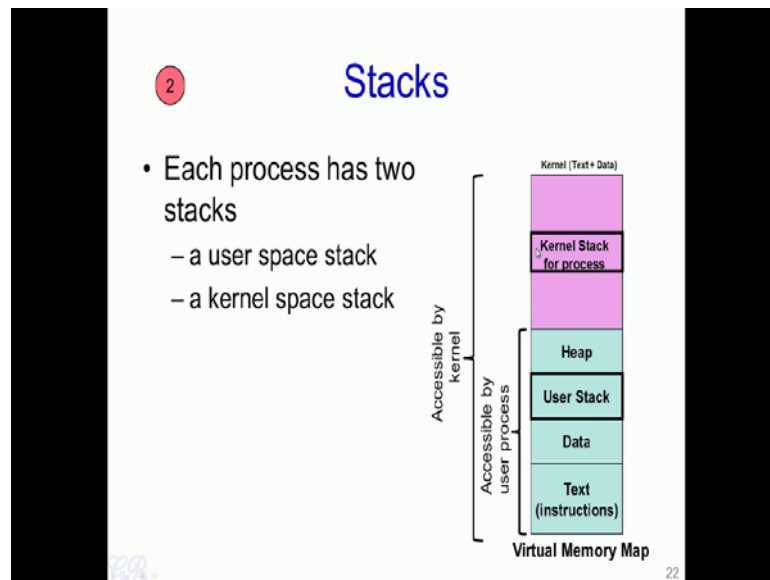 2
Stacks
• Each process has two
stacks
– a user space stack
– a kernel space stack
Kernel (Text + Data)
Kernel Stack
for process
Heap
User Stack
Data
Text
(instructions)
Accessible by
kernel
Accessible by
user process
Virtual Memory Map
22